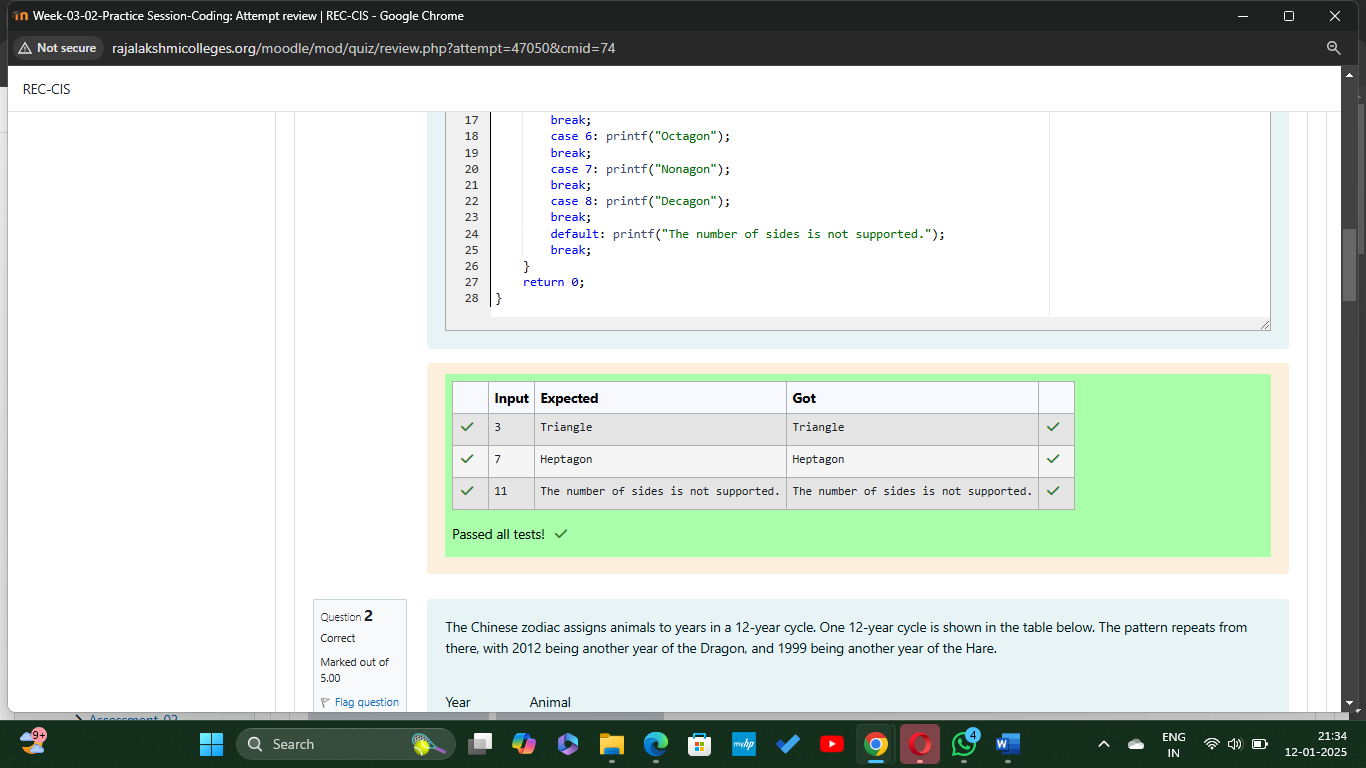 Week-03-02-Practice Session-Coding: Attempt review | REC-CIS - Google Chrome
Not secure rajalakshmicolleges.org/moodle/mod/quiz/review.php?attempt=47050&cmid=74
REC-CIS
17 break;
18 case 6: printf("Octagon");
19 break;
20 case 7: printf("Nonagon");
21 break;
22 case 8: printf("Decagon");
23 break;
24 default: printf("The number of sides is not supported.");
25 break;
26 }
27 return 0;
28 }
Input Expected Got
3 Triangle Triangle
7 Heptagon Heptagon
11 The number of sides is not supported. The number of sides is not supported.
Passed all tests!
Question 2
Correct
Marked out of
5.00
Flag question
The Chinese zodiac assigns animals to years in a 12-year cycle. One 12-year cycle is shown in the table below. The pattern repeats from
there, with 2012 being another year of the Dragon, and 1999 being another year of the Hare.
Year Animal
Assessment-02
9+
Search
myhp
4
W
ENG
IN
21:34
12-01-2025